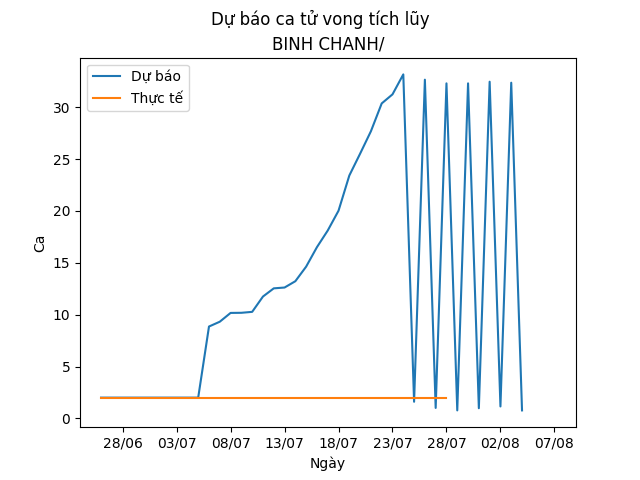 Dự báo ca tử vong tích lũy
BINH CHANH/
Dự báo
Thực tế
Ca
30
25
20
15
10
5
0
28/06 03/07 08/07 13/07 18/07 23/07 28/07 02/08 07/08
Ngày